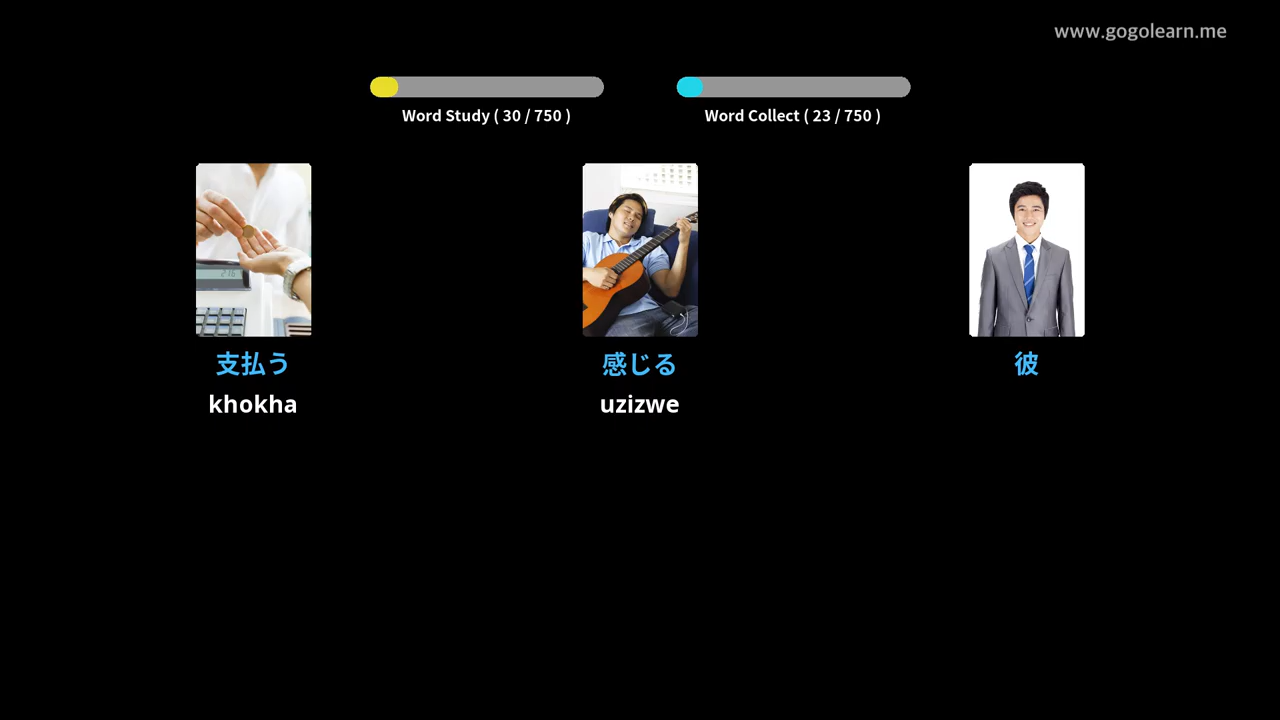 www.gogolearn.me
Word Study ( 30 / 750 )
Word Collect ( 23 / 750 )
支払う
感じる
彼
khokha
uzizwe